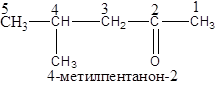 5 4 3 2 1
CH₃ CH CH₂ C CH₃
CH₃ O
4-метилпентанон-2